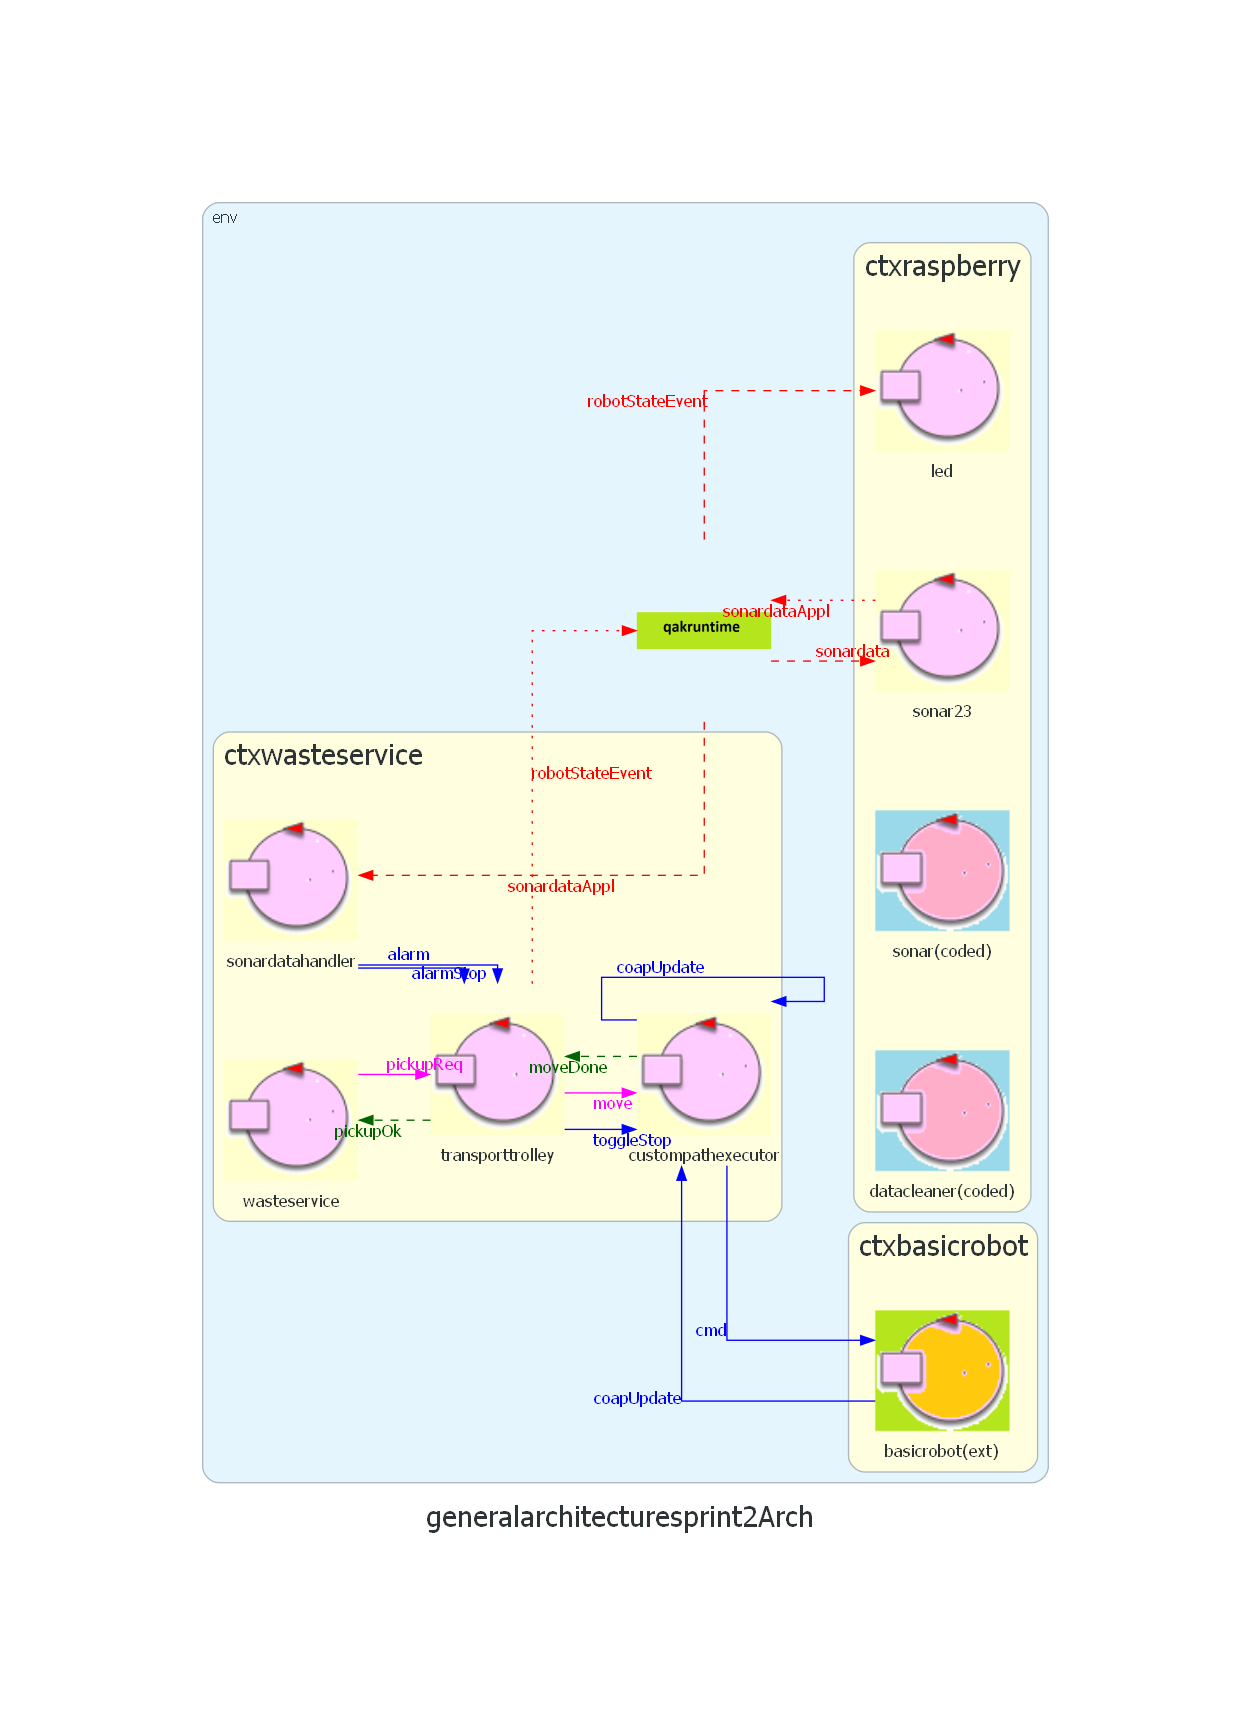 env
ctxraspberry
robotStateEvent
led
sonardataAppl
qakruntime
sonardata
sonar23
ctxwasteservice
robotStateEvent
sonardataAppl
sonar(coded)
alarm
sonardatahandler
alarmStop
coapUpdate
pickupReq
moveDone
move
pickupOk
toggleStop
transporttrolley
custompathexecutor
datacleaner(coded)
wasteservice
ctxbasicrobot
cmd
coapUpdate
basicrobot(ext)
generalarchitecturesprint2Arch